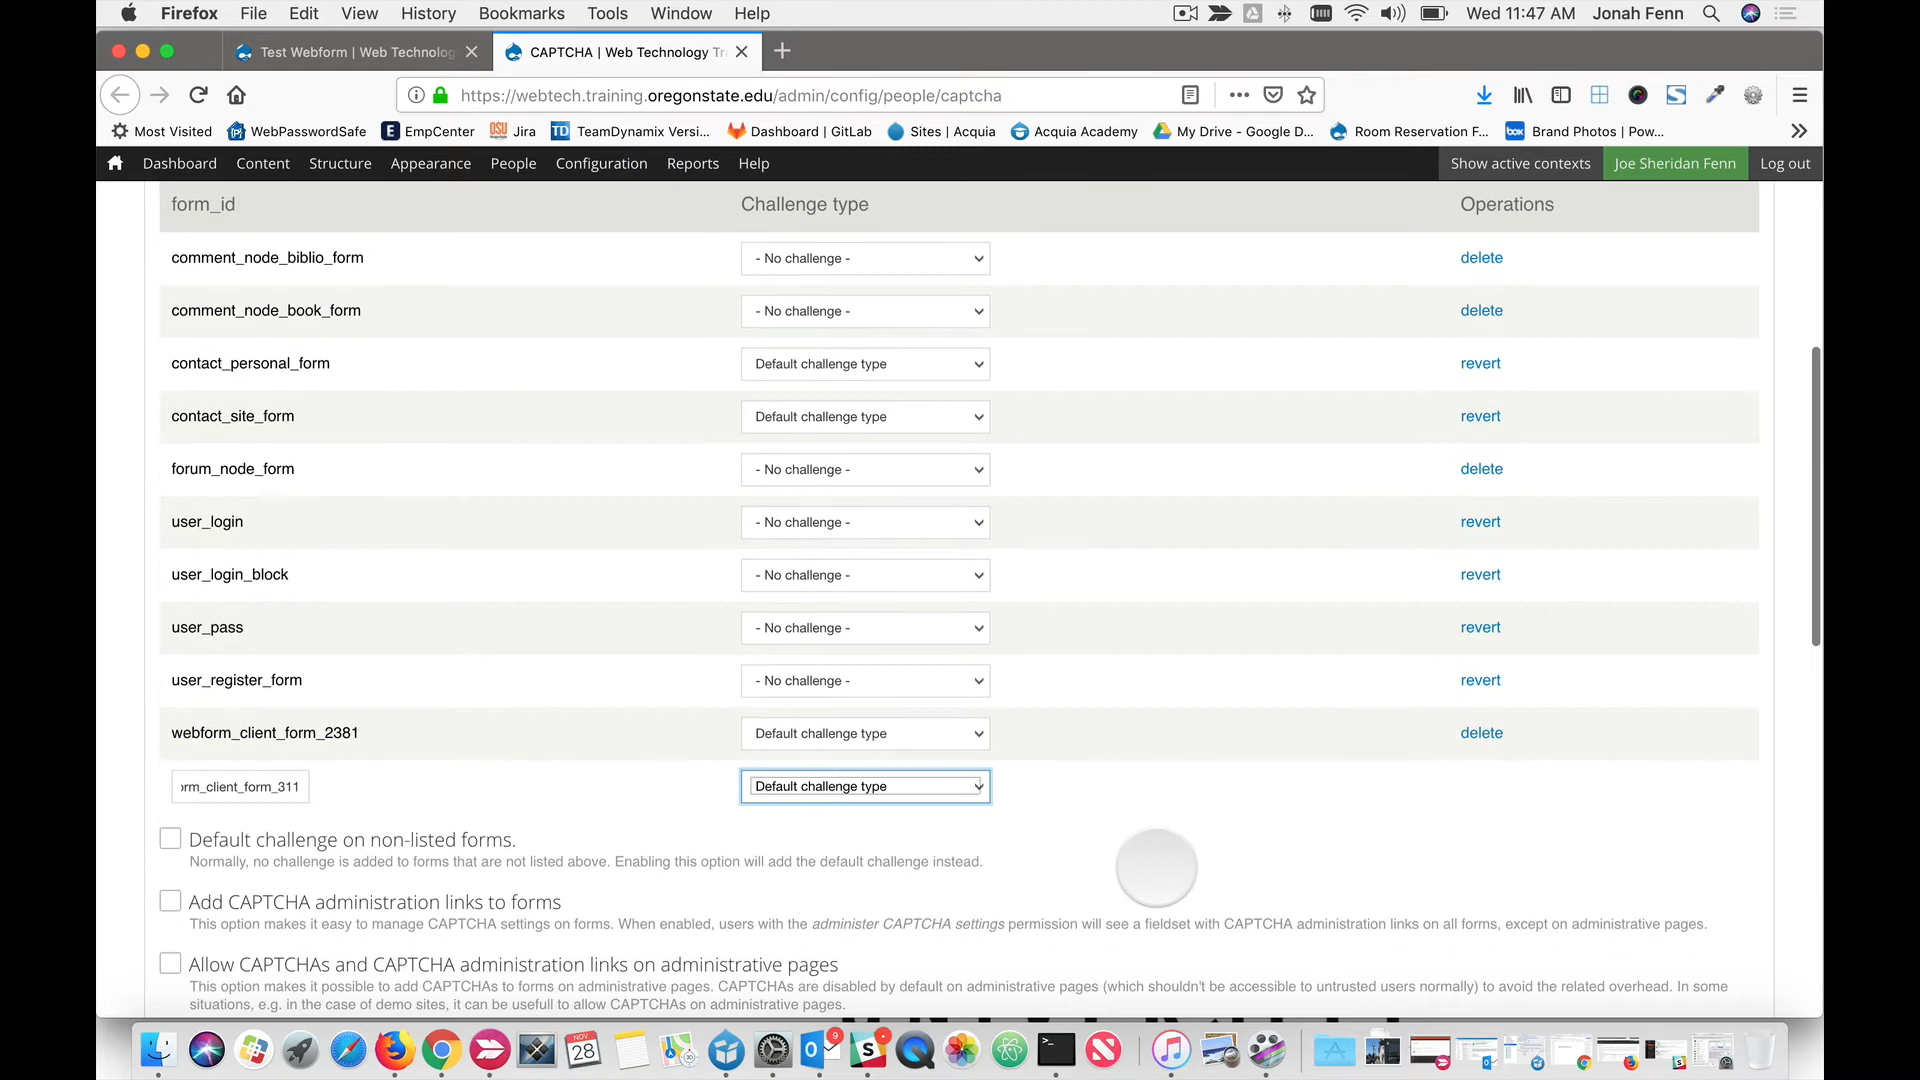 Firefox File Edit View History Bookmarks Tools Window Help Wed 11:47 AM Jonah Fenn
Test Webform | Web Technolog
CAPTCHA | Web Technology Tr
https://webtech.training.oregonstate.edu/admin/config/people/captcha
Most Visited WebPasswordSafe EmpCenter Jira TeamDynamix Versi... Dashboard | GitLab Sites | Acquia Acquia Academy My Drive - Google D... Room Reservation F... Brand Photos | Pow...
Dashboard Content Structure Appearance People Configuration Reports Help Show active contexts Joe Sheridan Fenn Log out
form_id Challenge type Operations
comment_node_biblio_form - No challenge - delete
comment_node_book_form - No challenge - delete
contact_personal_form Default challenge type revert
contact_site_form Default challenge type revert
forum_node_form - No challenge - delete
user_login - No challenge - revert
user_login_block - No challenge - revert
user_pass - No challenge - revert
user_register_form - No challenge - revert
webform_client_form_2381 Default challenge type delete
orm_client_form_311 Default challenge type
Default challenge on non-listed forms.
Normally, no challenge is added to forms that are not listed above. Enabling this option will add the default challenge instead.
Add CAPTCHA administration links to forms
This option makes it easy to manage CAPTCHA settings on forms. When enabled, users with the administer CAPTCHA settings permission will see a fieldset with CAPTCHA administration links on all forms, except on administrative pages.
Allow CAPTCHAs and CAPTCHA administration links on administrative pages
This option makes it possible to add CAPTCHAs to forms on administrative pages. CAPTCHAs are disabled by default on administrative pages (which shouldn't be accessible to untrusted users normally) to avoid the related overhead. In some
situations, e.g. in the case of demo sites, it can be usefull to allow CAPTCHAs on administrative pages.
NOV
28
9